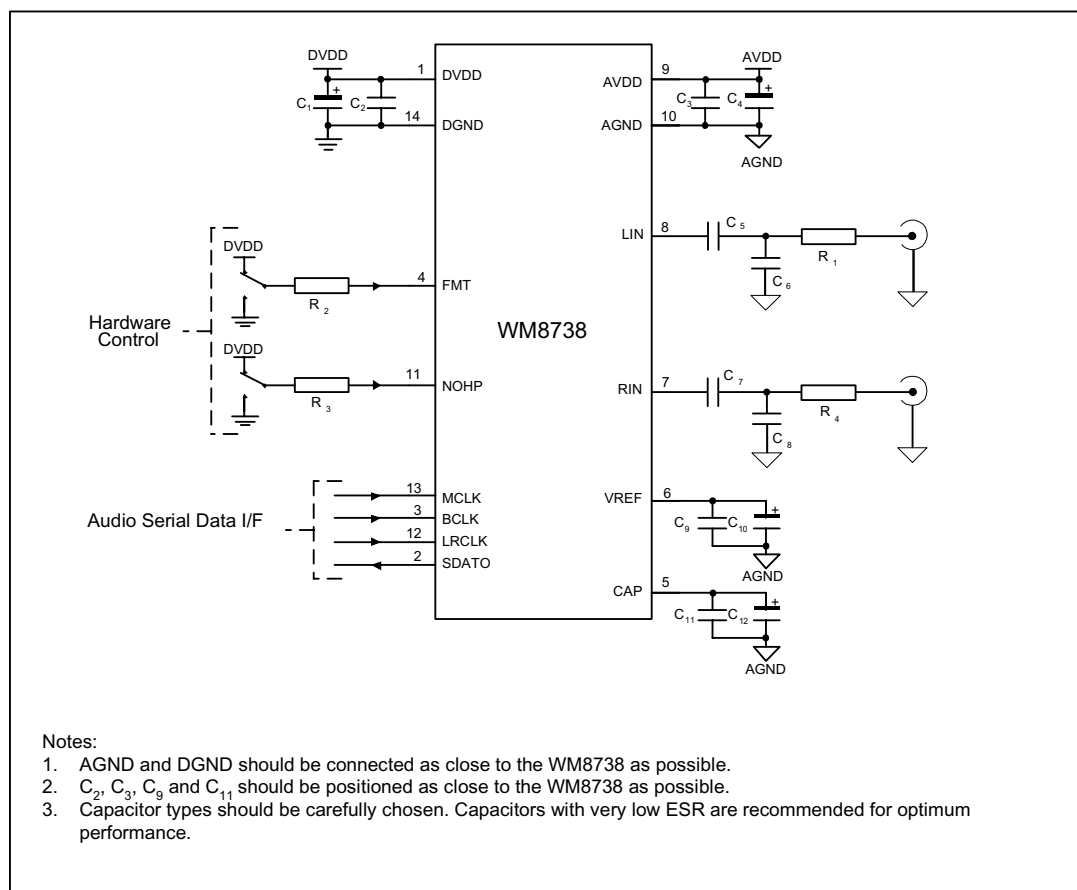 DVDD
1
DVDD
C1
+
C2
14
DGND
9
AVDD
AVDD
C3
C4
+
10
AGND
AGND
LIN
8
C5
R1
C6
Hardware
Control
DVDD
R2
4
FMT
DVDD
R3
11
NOHP
WM8738
RIN
7
C7
R4
C8
Audio Serial Data I/F
13
MCLK
3
BCLK
12
LRCLK
2
SDATO
VREF
6
C9
C10
+
AGND
CAP
5
C11
C12
+
AGND
Notes:
1. AGND and DGND should be connected as close to the WM8738 as possible.
2. C2, C3, C9 and C11 should be positioned as close to the WM8738 as possible.
3. Capacitor types should be carefully chosen. Capacitors with very low ESR are recommended for optimum
performance.